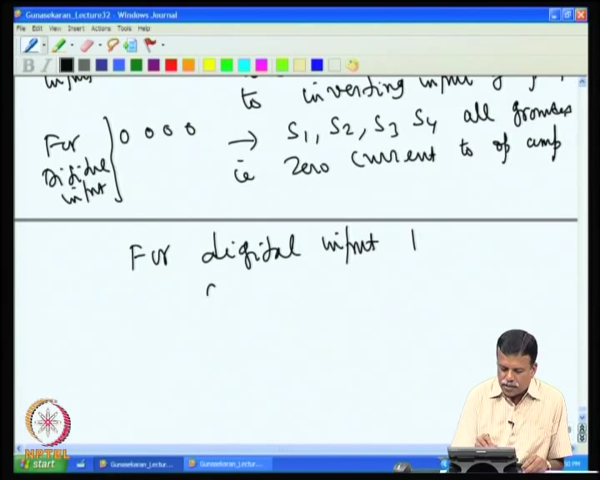 Gunasekaran_Lecture32 - Windows Journal
File Edit View Insert Actions Tools Help
B I
to inverting input of
For Digital input } 0 0 0 0 → S1, S2, S3 S4 all grounded
ie zero current to op amp
For digital input 1
0
NPTEL
start
Gunasekaran_Lectur...
Gunasekaran_Lectur...